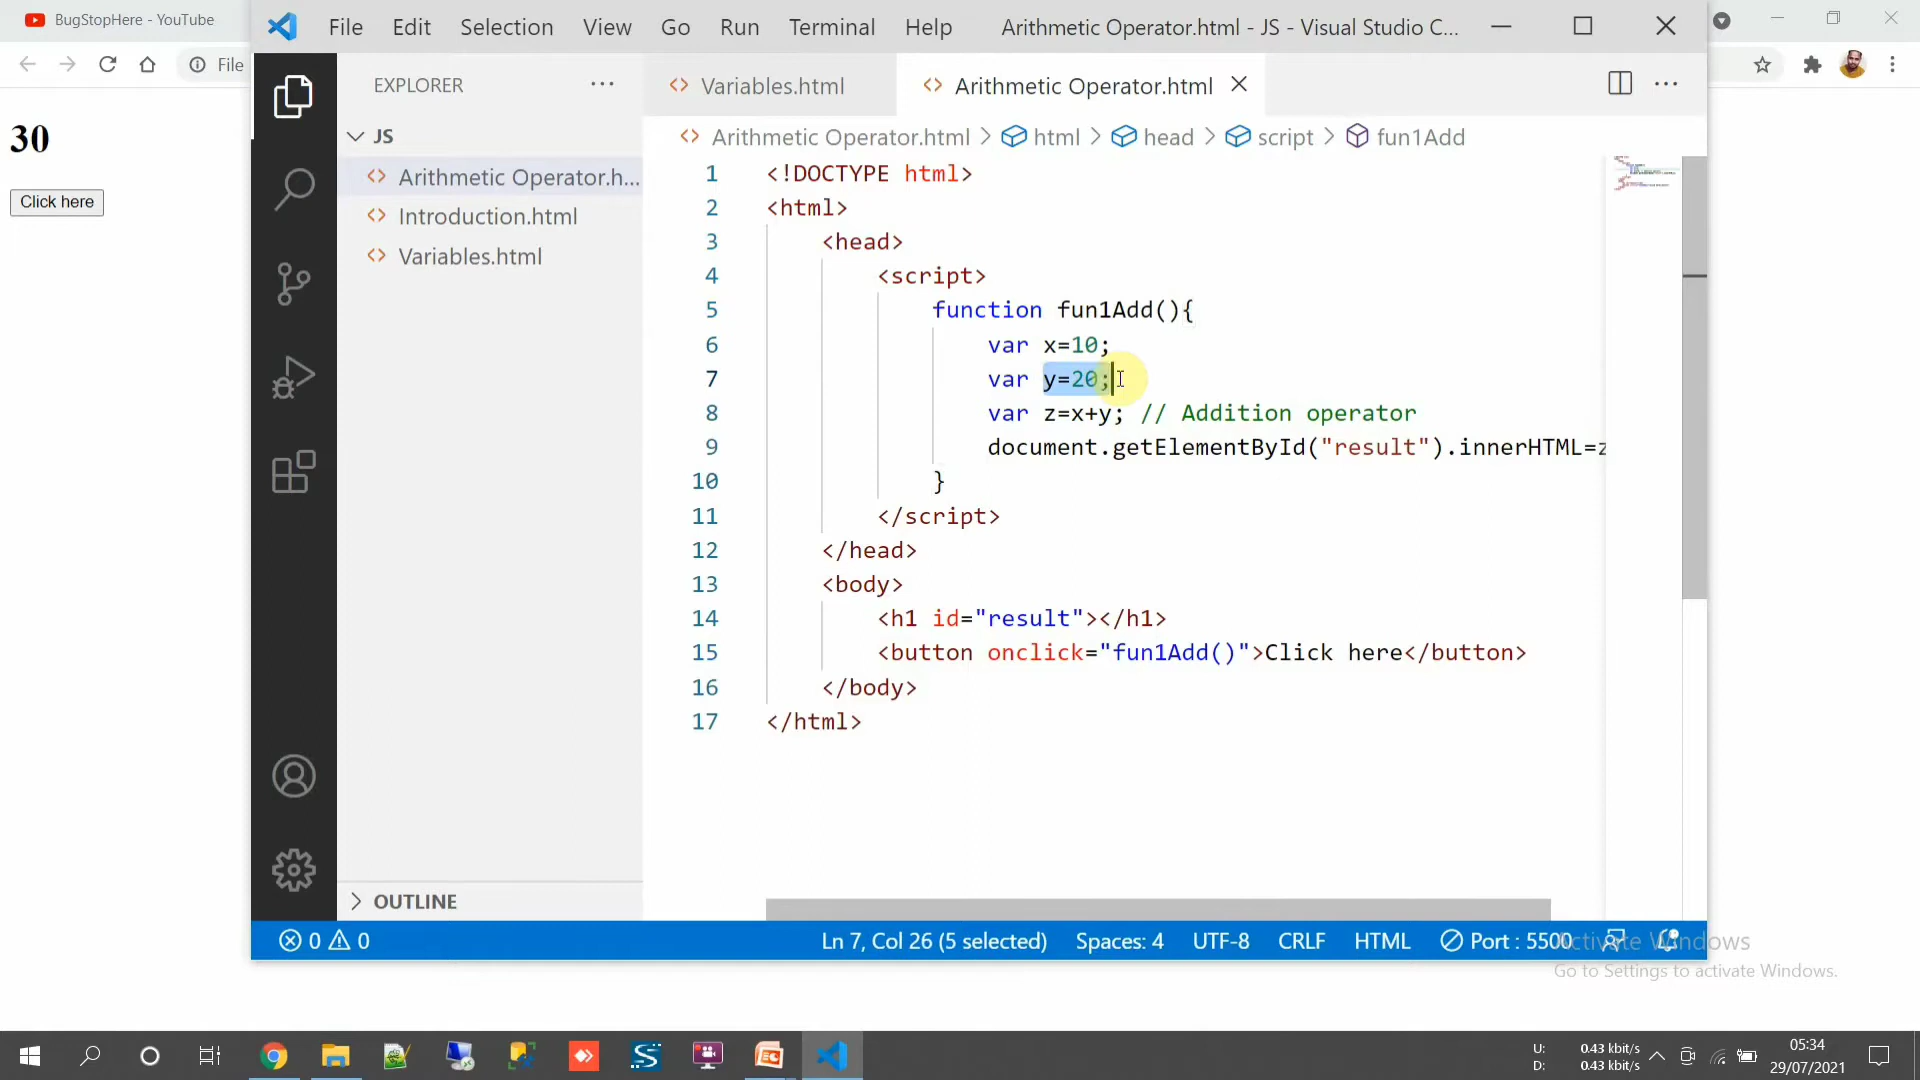 BugStopHere - YouTube
File
30
Click here
File Edit Selection View Go Run Terminal Help
Arithmetic Operator.html - JS - Visual Studio C...
EXPLORER
JS
Arithmetic Operator.h...
Introduction.html
Variables.html
OUTLINE
Variables.html
Arithmetic Operator.html
Arithmetic Operator.html > html > head > script > fun1Add
1 <!DOCTYPE html>
2 <html>
3 <head>
4 <script>
5 function fun1Add(){
6 var x=10;
7 var y=20;
8 var z=x+y; // Addition operator
9 document.getElementById("result").innerHTML=z
10 }
11 </script>
12 </head>
13 <body>
14 <h1 id="result"></h1>
15 <button onclick="fun1Add()">Click here</button>
16 </body>
17 </html>
0 0
Ln 7, Col 26 (5 selected) Spaces: 4 UTF-8 CRLF HTML Port : 5500
Activate Windows
Go to Settings to activate Windows.
U: 0.43 kbit/s
D: 0.43 kbit/s
05:34
29/07/2021